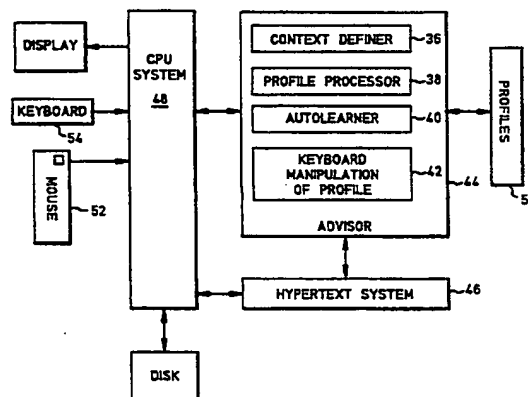 DISPLAY
CPU
SYSTEM
48
KEYBOARD
54
MOUSE
52
CONTEXT DEFINER
36
PROFILE PROCESSOR
38
AUTOLEARNER
40
KEYBOARD
MANIPULATION
OF PROFILE
42
44
ADVISOR
PROFILES
5
HYPERTEXT SYSTEM
46
DISK